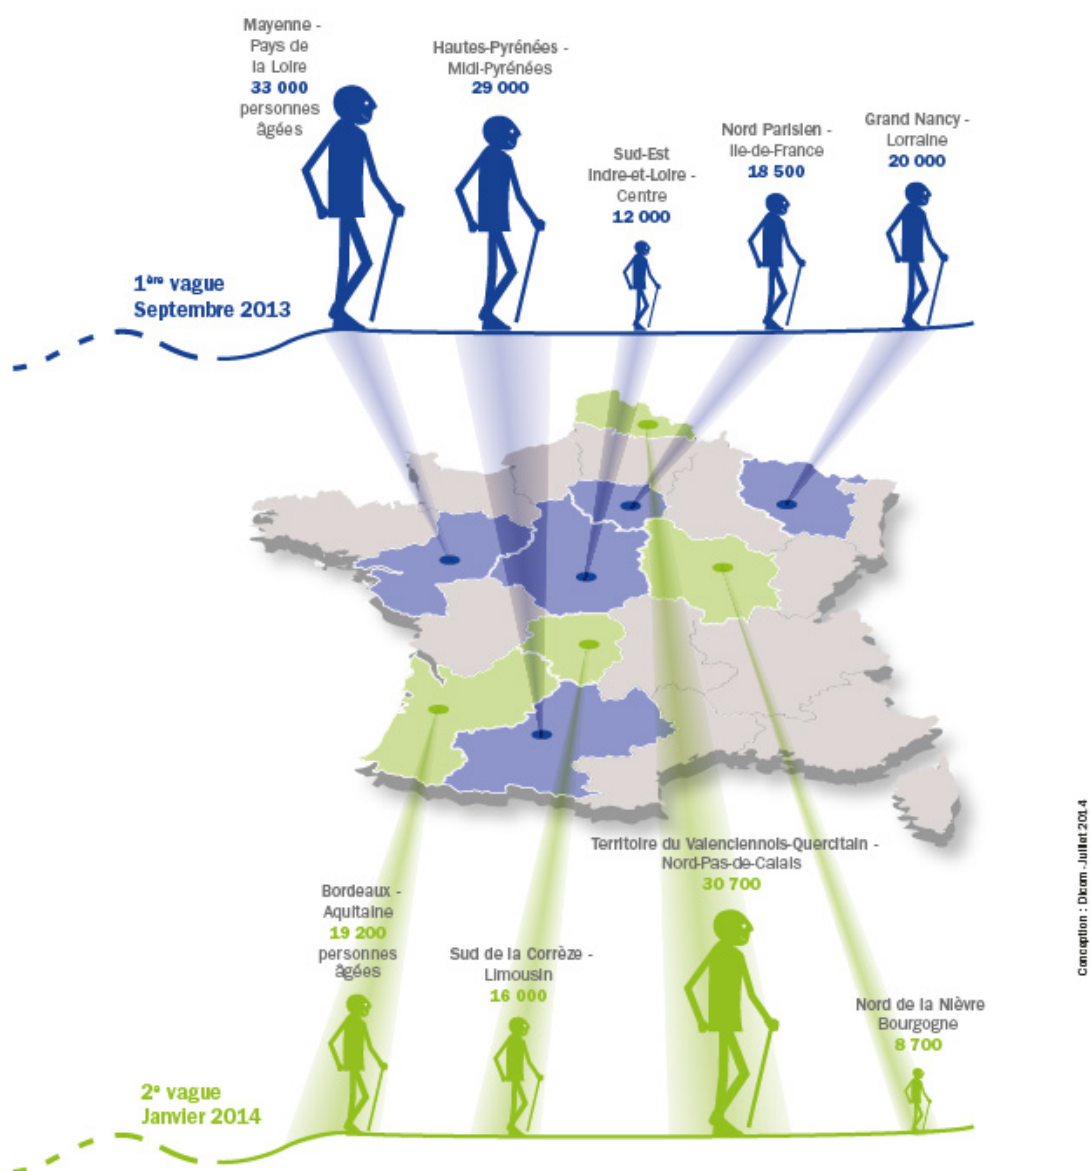 Mayenne -
Pays de
la Loire
33 000
personnes
âgées
Hautes-Pyrénées -
Midi-Pyrénées
29 000
Sud-Est
Indre-et-Loire -
Centre
12 000
Nord Parisien -
Ile-de-France
18 500
Grand Nancy -
Lorraine
20 000
1ère vague
Septembre 2013
Territoire du Valenciennois-Quercitain -
Nord-Pas-de-Calais
30 700
Bordeaux -
Aquitaine
19 200
personnes
âgées
Sud de la Corrèze -
Limousin
16 000
Nord de la Nièvre
Bourgogne
8 700
2e vague
Janvier 2014
Conception : Dicom - Juillet 2014